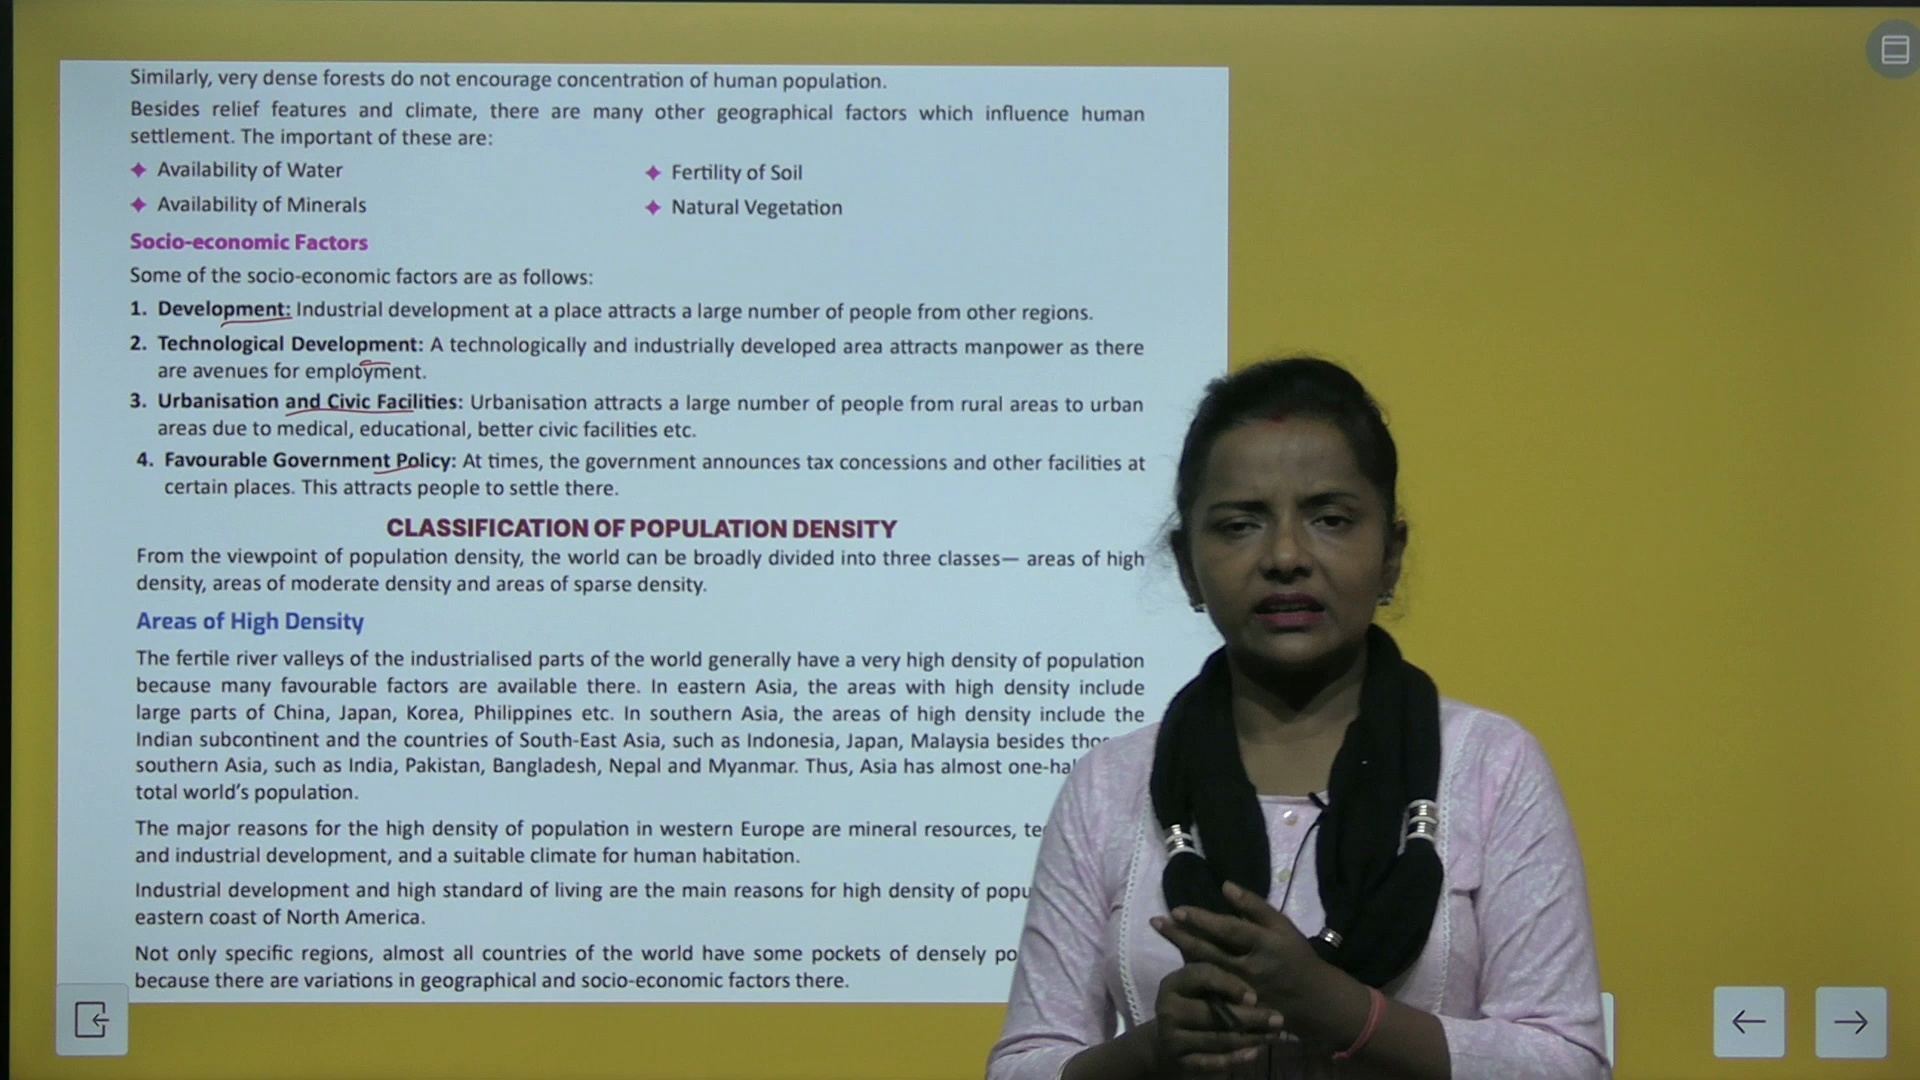 Similarly, very dense forests do not encourage concentration of human population.
Besides relief features and climate, there are many other geographical factors which influence human
settlement. The important of these are:
✦ Availability of Water
✦ Fertility of Soil
✦ Availability of Minerals
✦ Natural Vegetation
Socio-economic Factors
Some of the socio-economic factors are as follows:
1. Development: Industrial development at a place attracts a large number of people from other regions.
2. Technological Development: A technologically and industrially developed area attracts manpower as there
are avenues for employment.
3. Urbanisation and Civic Facilities: Urbanisation attracts a large number of people from rural areas to urban
areas due to medical, educational, better civic facilities etc.
4. Favourable Government Policy: At times, the government announces tax concessions and other facilities at
certain places. This attracts people to settle there.
CLASSIFICATION OF POPULATION DENSITY
From the viewpoint of population density, the world can be broadly divided into three classes— areas of high
density, areas of moderate density and areas of sparse density.
Areas of High Density
The fertile river valleys of the industrialised parts of the world generally have a very high density of population
because many favourable factors are available there. In eastern Asia, the areas with high density include
large parts of China, Japan, Korea, Philippines etc. In southern Asia, the areas of high density include the
Indian subcontinent and the countries of South-East Asia, such as Indonesia, Japan, Malaysia besides
southern Asia, such as India, Pakistan, Bangladesh, Nepal and Myanmar. Thus, Asia has almost
total world's population.
The major reasons for the high density of population in western Europe are mineral resources,
and industrial development, and a suitable climate for human habitation.
Industrial development and high standard of living are the main reasons for high density of
eastern coast of North America.
Not only specific regions, almost all countries of the world have some pockets of densely
because there are variations in geographical and socio-economic factors there.